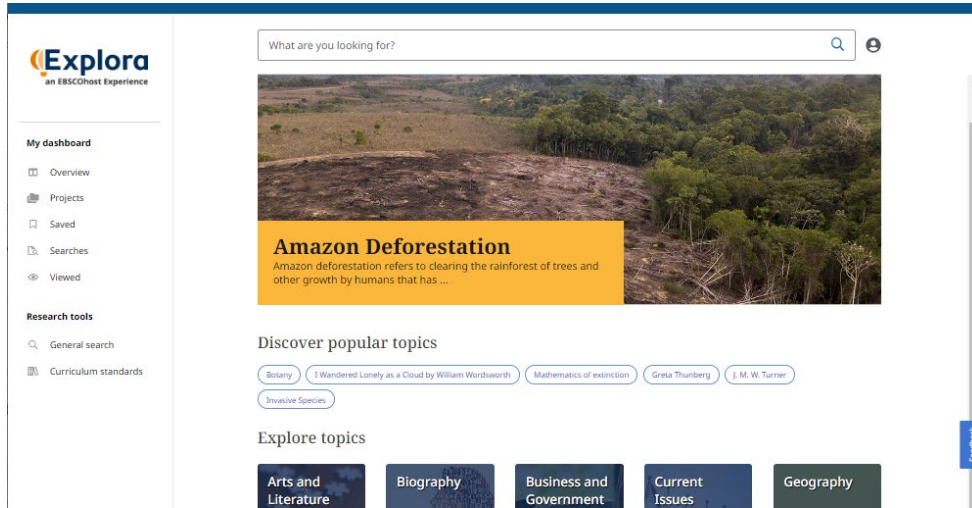 Explora
an EBSCOhost Experience
What are you looking for?
My dashboard
Overview
Projects
Saved
Searches
Viewed
Research tools
General search
Curriculum standards
Amazon Deforestation
Amazon deforestation refers to clearing the rainforest of trees and
other growth by humans that has ...
Discover popular topics
Botany
I Wandered Lonely as a Cloud by William Wordsworth
Mathematics of extinction
Greta Thunberg
J. M. W. Turner
Invasive Species
Explore topics
Arts and
Literature
Biography
Business and
Government
Current
Issues
Geography